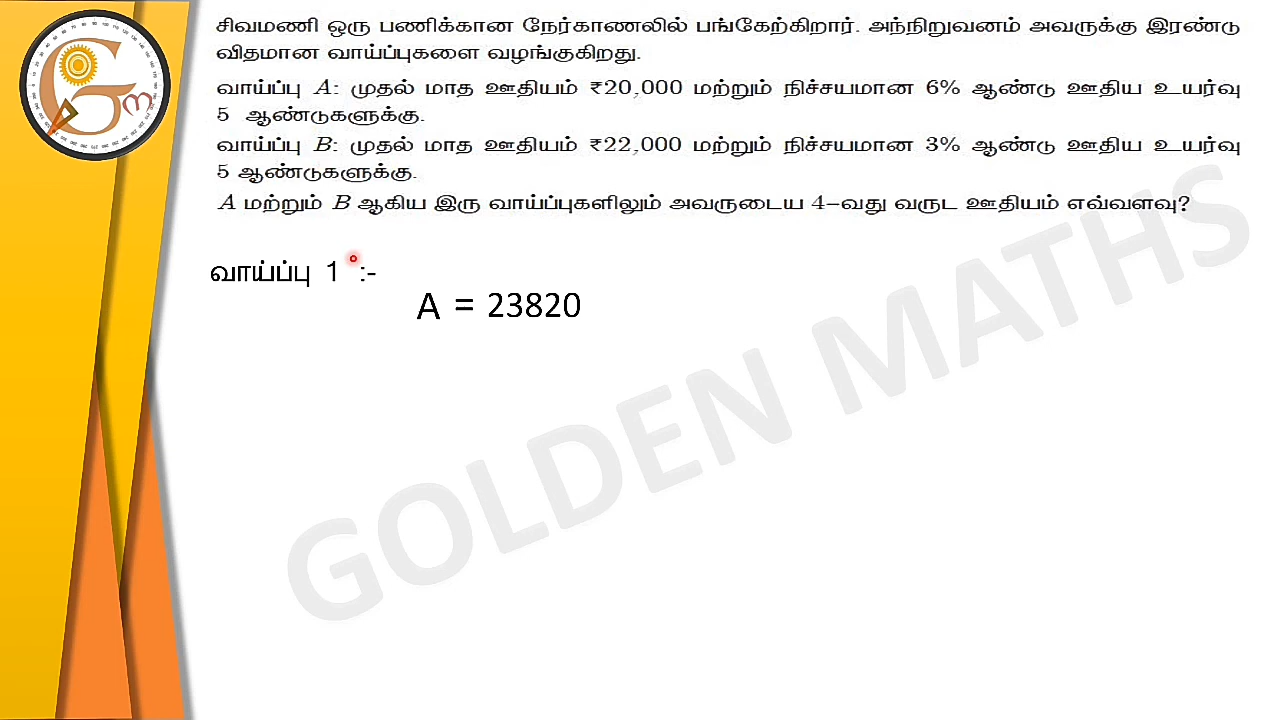 சிவமணி ஒரு பணிக்கான நேர்காணலில் பங்கேற்கிறார். அந்நிறுவனம் அவருக்கு இரண்டு
விதமான வாய்ப்புகளை வழங்குகிறது.
வாய்ப்பு A: முதல் மாத ஊதியம் ₹20,000 மற்றும் நிச்சயமான 6% ஆண்டு ஊதிய உயர்வு
5 ஆண்டுகளுக்கு.
வாய்ப்பு B: முதல் மாத ஊதியம் ₹22,000 மற்றும் நிச்சயமான 3% ஆண்டு ஊதிய உயர்வு
5 ஆண்டுகளுக்கு.
A மற்றும் B ஆகிய இரு வாய்ப்புகளிலும் அவருடைய 4-வது வருட ஊதியம் எவ்வளவு?
வாய்ப்பு 1 :-
A = 23820
GOLDEN MATHS